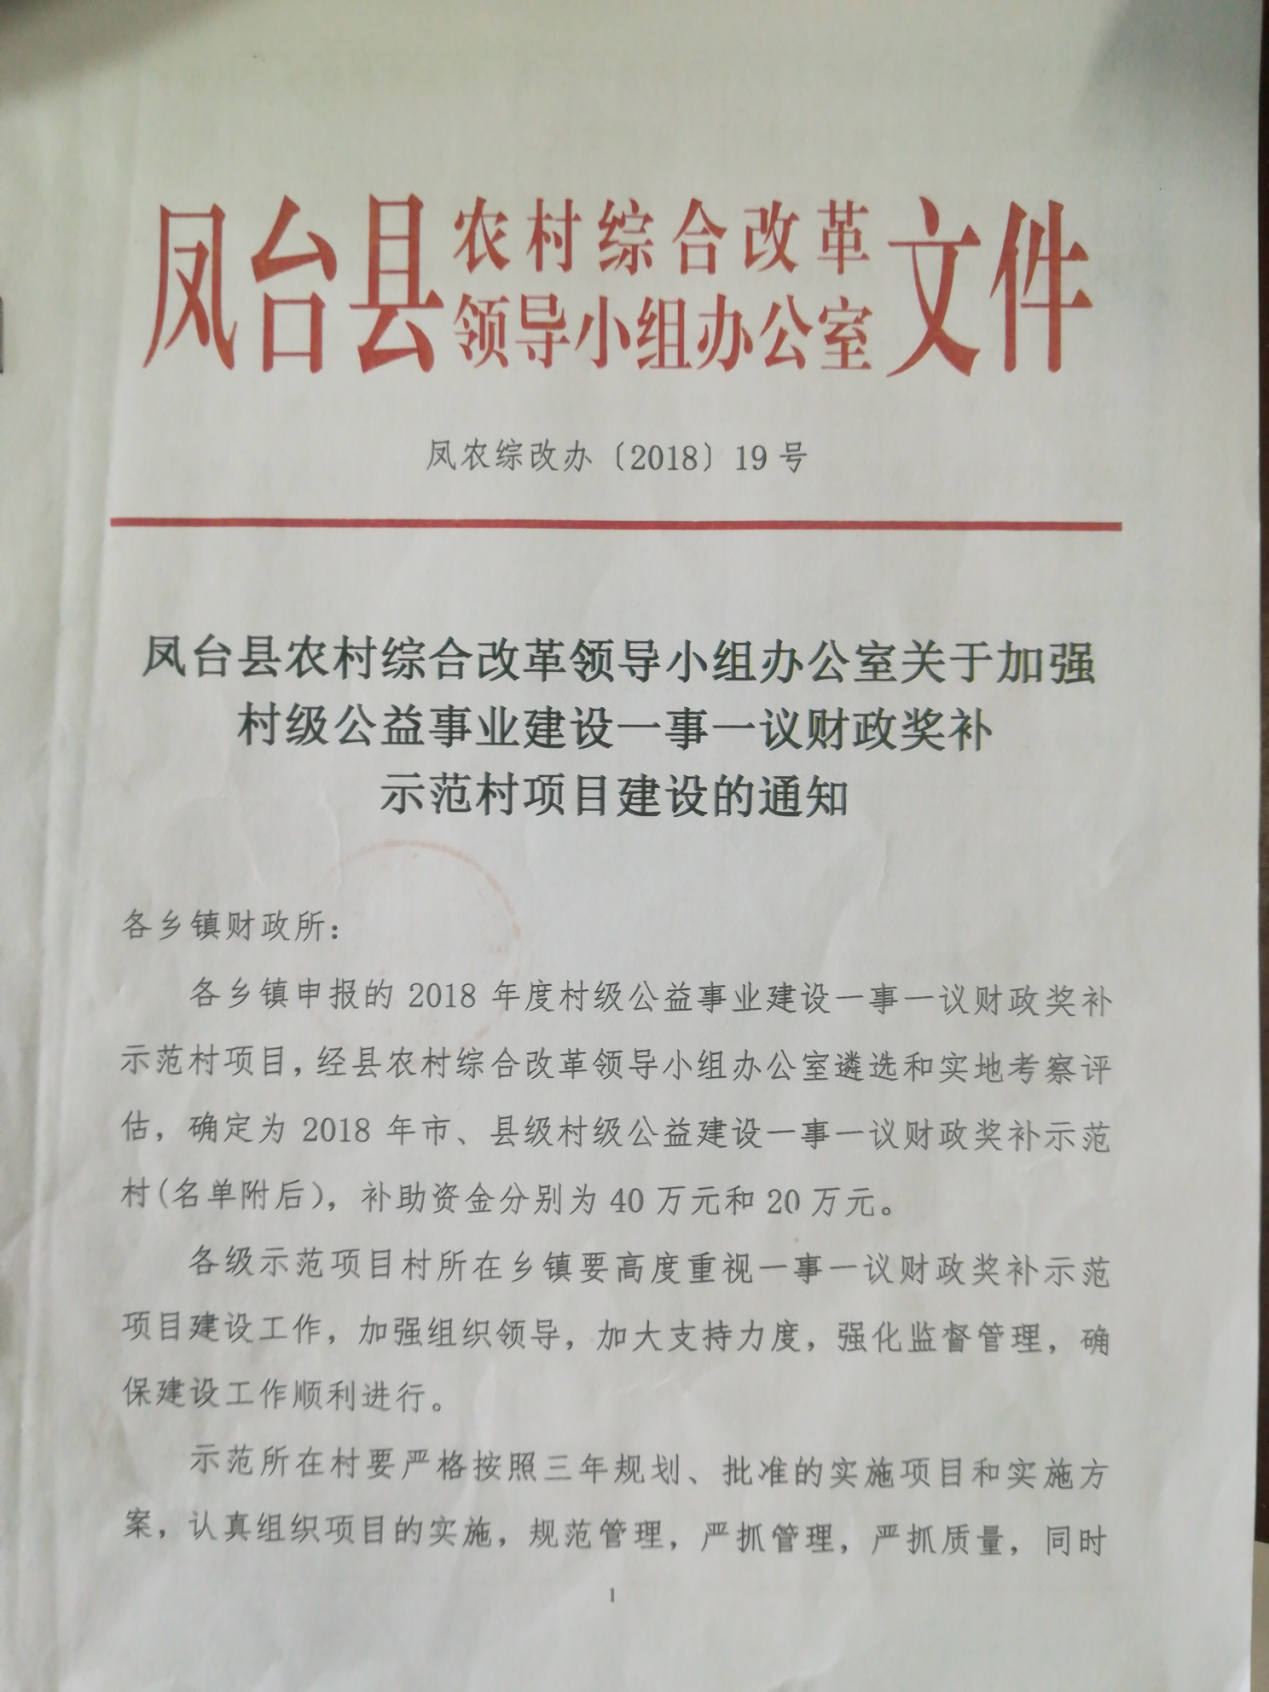 凤台县农村综合改革领导小组办公室文件
凤农综改办〔2018〕19 号
凤台县农村综合改革领导小组办公室关于加强
村级公益事业建设一事一议财政奖补
示范村项目建设的通知
各乡镇财政所：
各乡镇申报的 2018 年度村级公益事业建设一事一议财政奖补
示范村项目，经县农村综合改革领导小组办公室遴选和实地考察评
估，确定为 2018 年市、县级村级公益建设一事一议财政奖补示范
村(名单附后)，补助资金分别为 40 万元和 20 万元。
各级示范项目村所在乡镇要高度重视一事一议财政奖补示范
项目建设工作，加强组织领导，加大支持力度，强化监督管理，确
保建设工作顺利进行。
示范所在村要严格按照三年规划、批准的实施项目和实施方
案，认真组织项目的实施，规范管理，严抓管理，严抓质量，同时
1